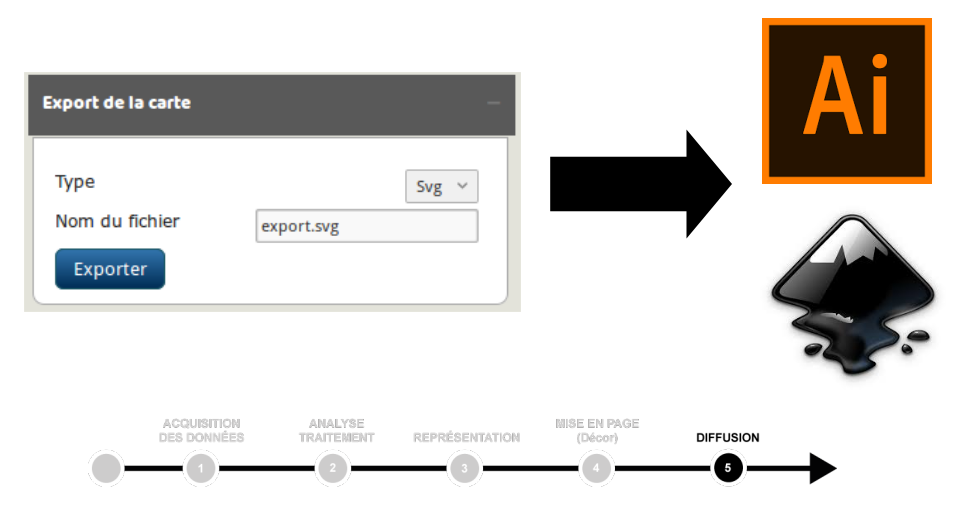 Export de la carte
Type
Svg
Nom du fichier
export.svg
Exporter
Ai
ACQUISITION
DES DONNÉES
ANALYSE
TRAITEMENT
REPRÉSENTATION
MISE EN PAGE
(Décor)
DIFFUSION
1
2
3
4
5